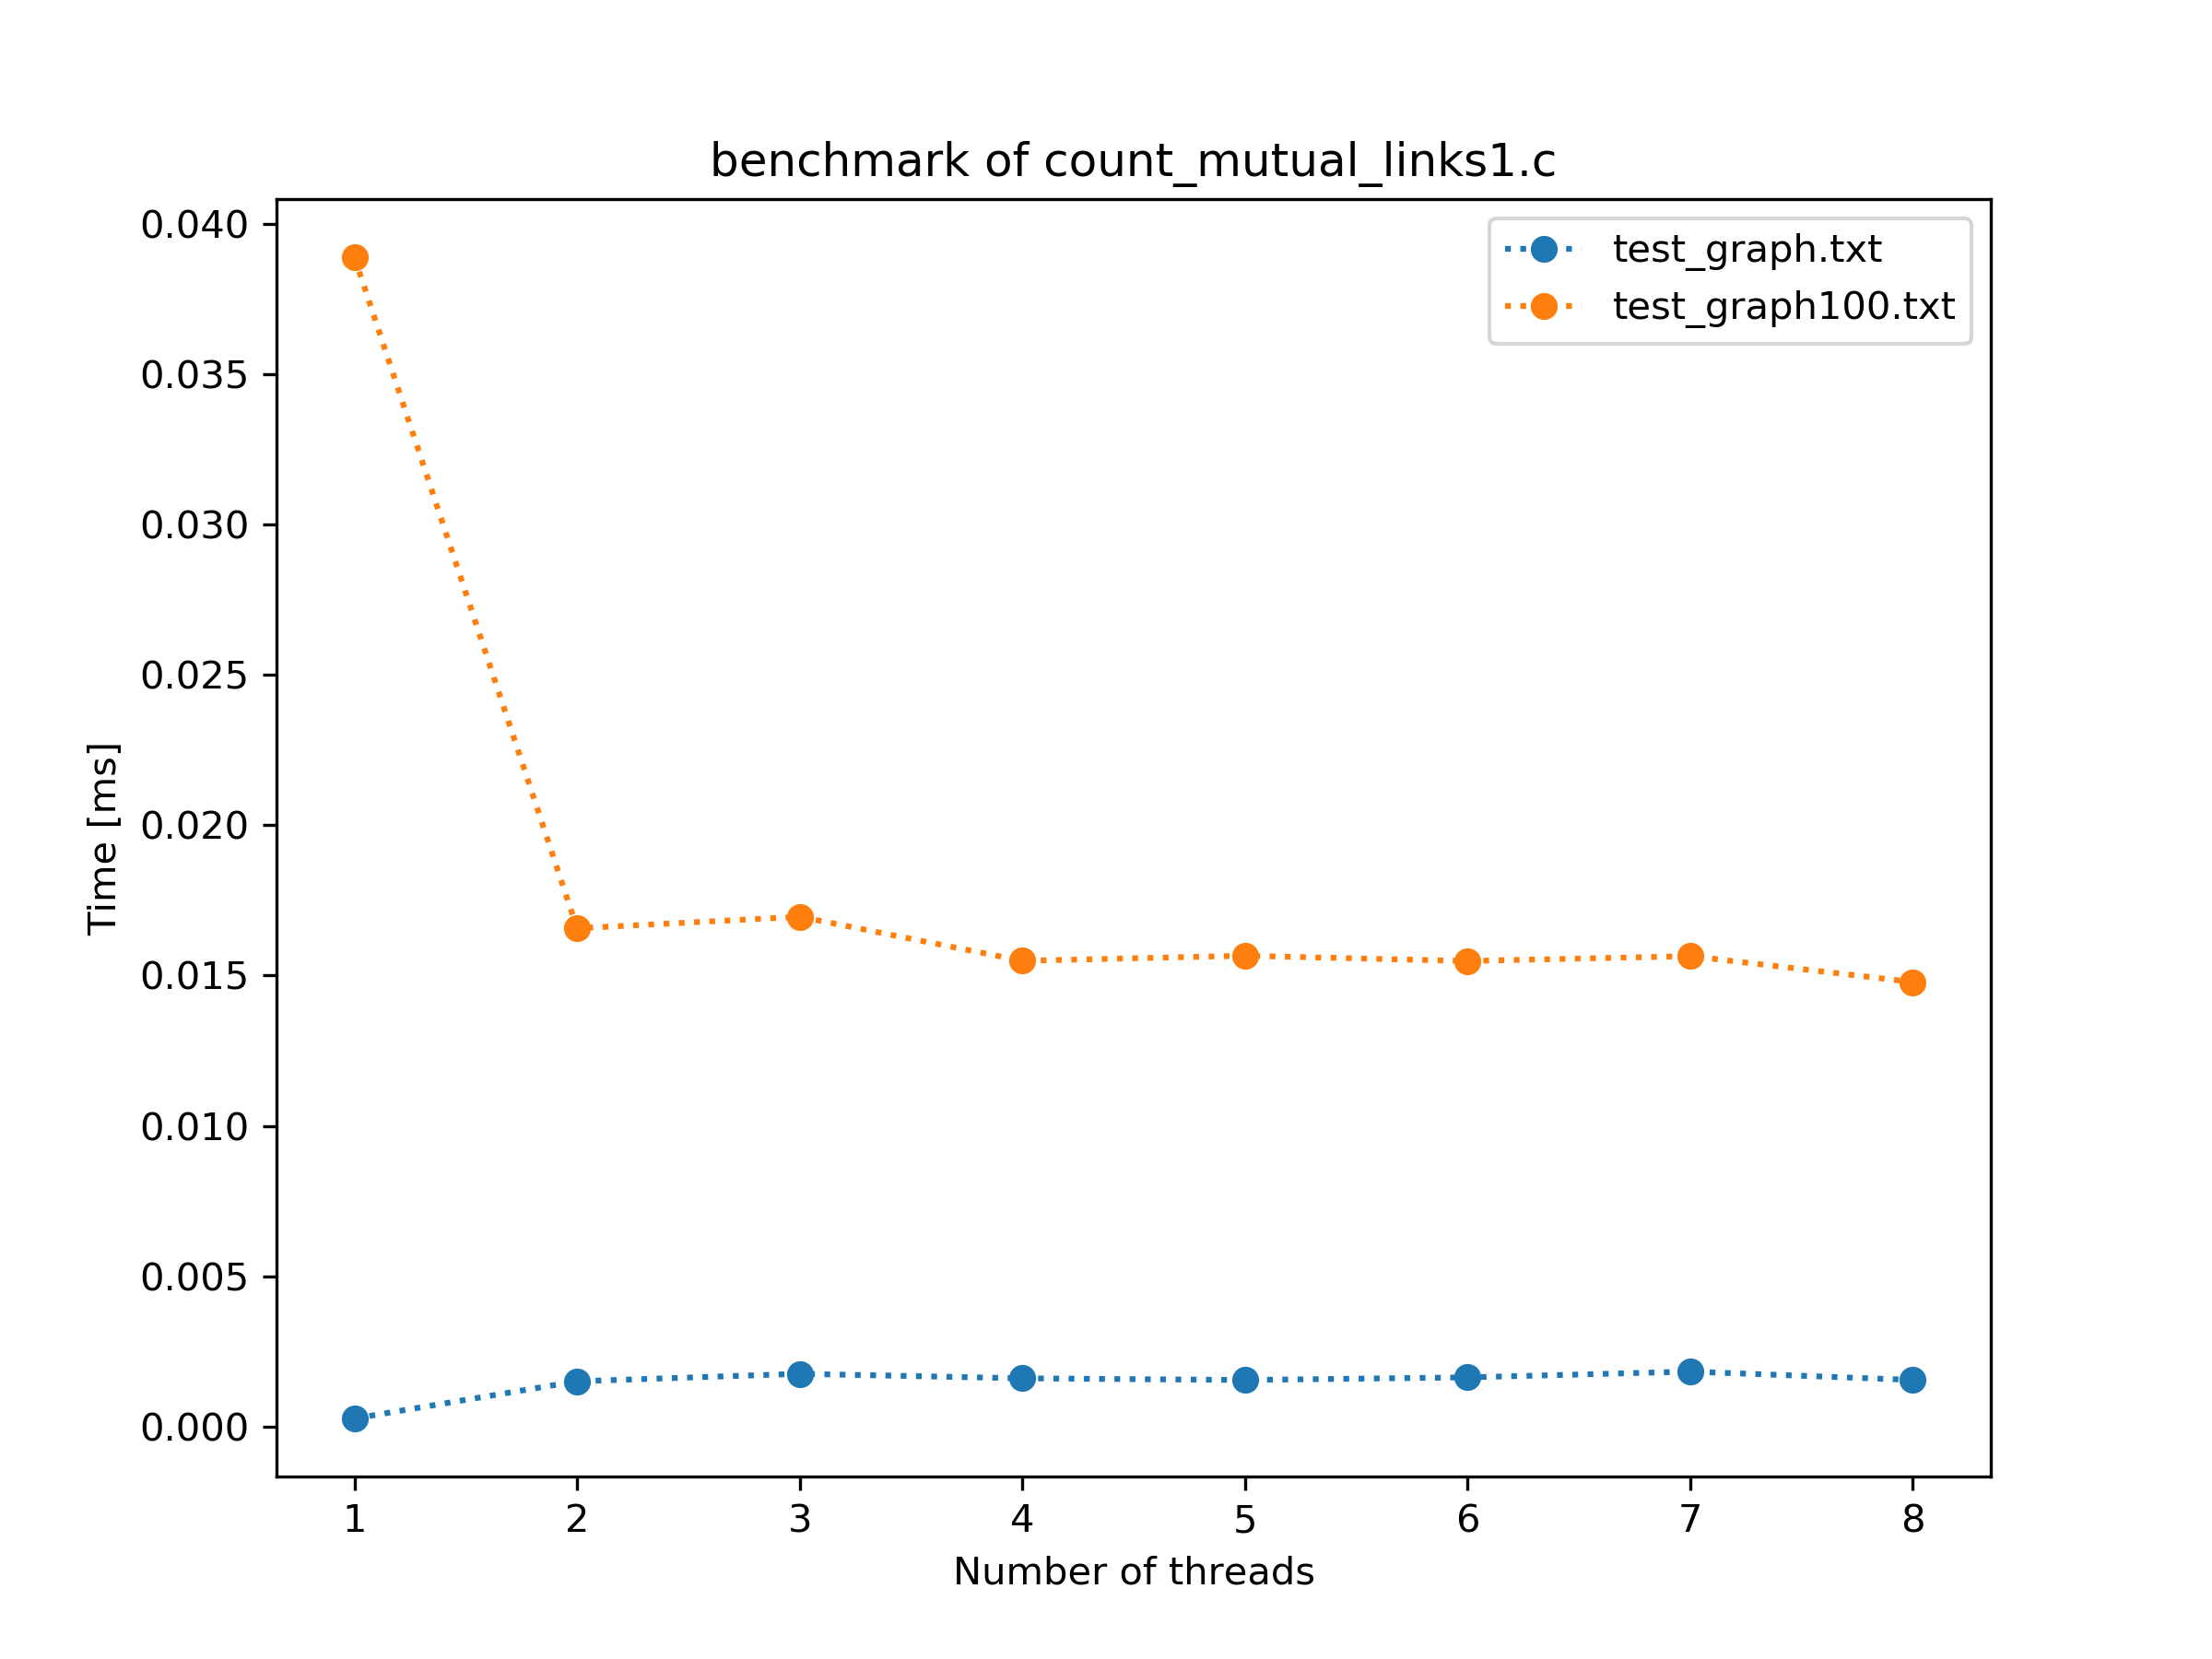 benchmark of count_mutual_links1.c
test_graph.txt
test_graph100.txt
Time [ms]
0.040
0.035
0.030
0.025
0.020
0.015
0.010
0.005
0.000
1 2 3 4 5 6 7 8
Number of threads